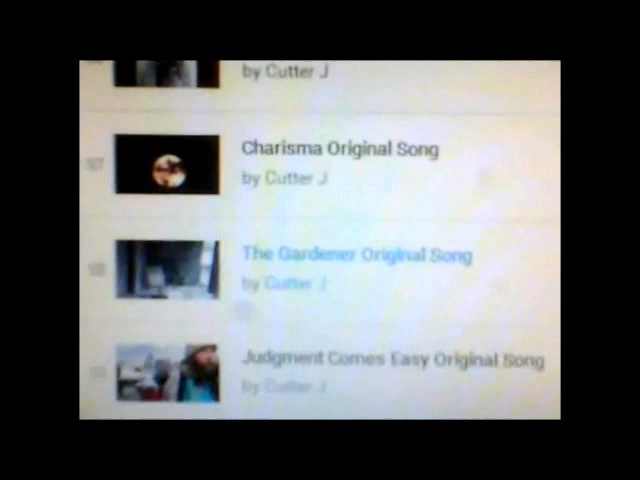 by Cutter J
Charisma Original Song
by Cutter J
The Gardener Original Song
by Cutter J
Judgment Comes Easy Original Song
by Cutter J